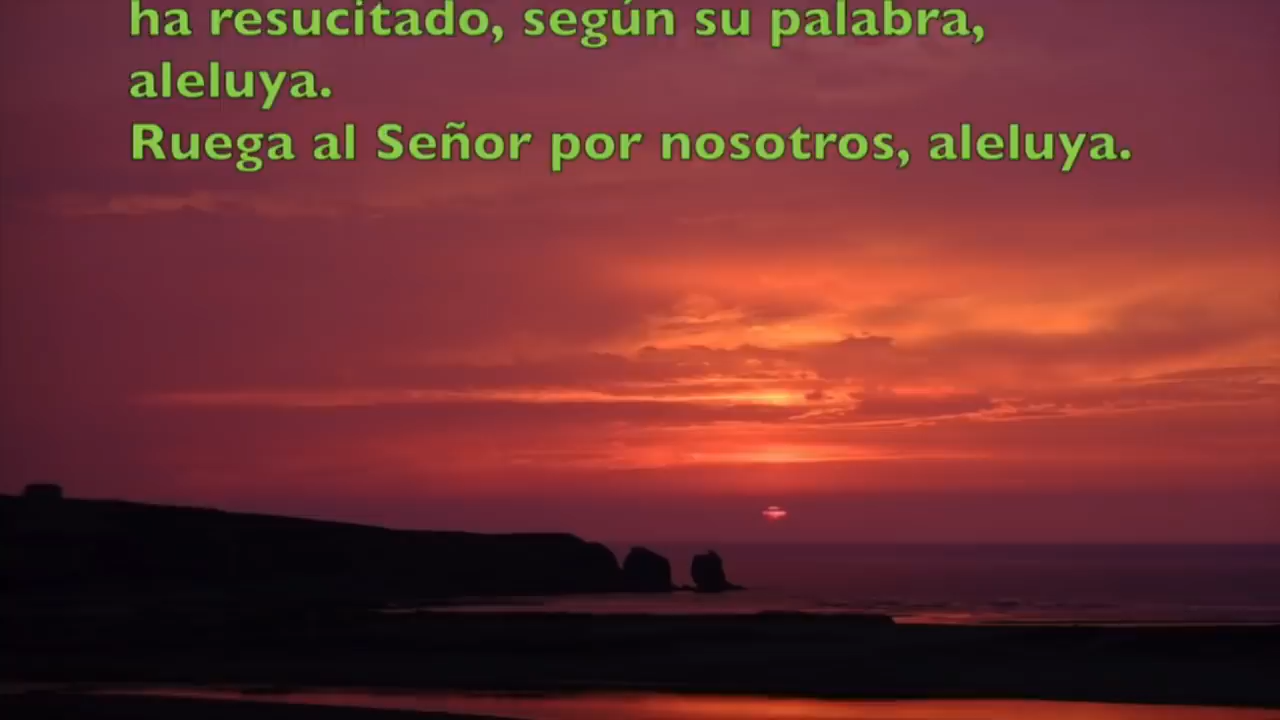 ha resucitado, según su palabra,
aleluya.
Ruega al Señor por nosotros, aleluya.